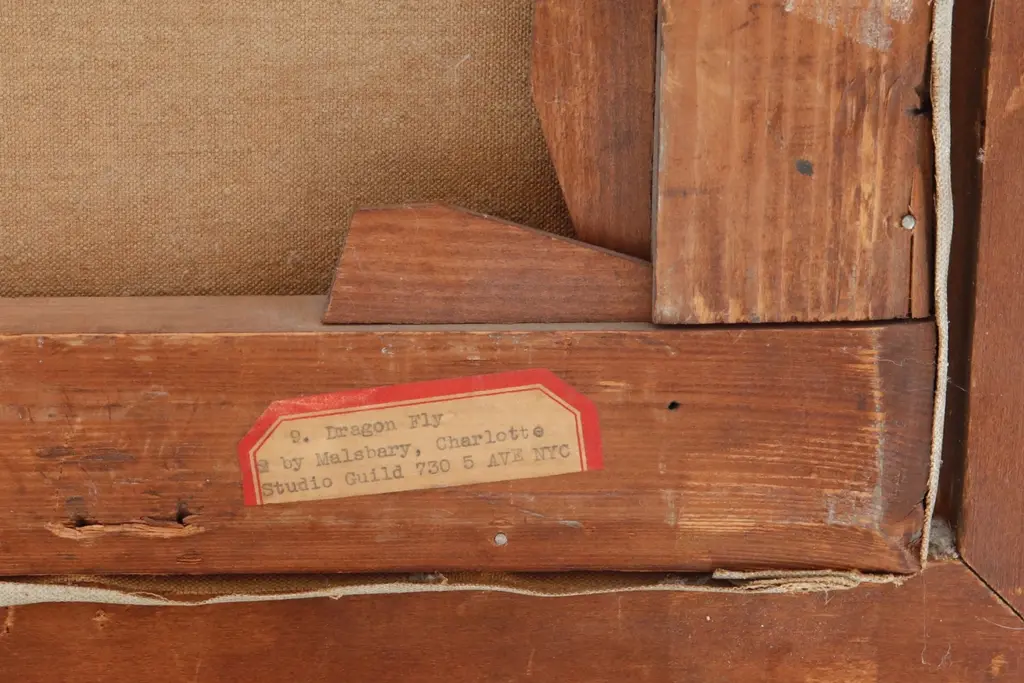 9. Dragon Fly
by Malsbary, Charlotte
Studio Guild 730 5 AVE NYC